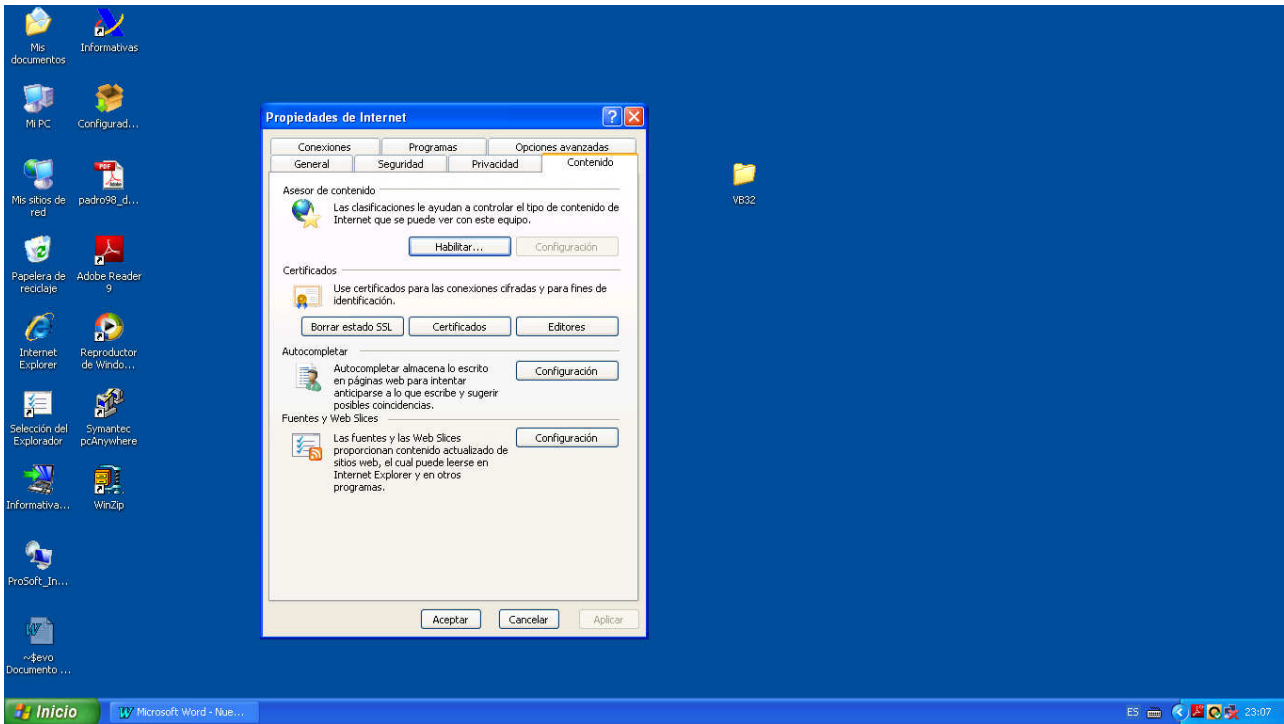 Mis
documentos
Informativas
Mi PC
Configurad...
Mis sitios de
red
padro98_d...
Papelera de
reciclaje
Adobe Reader
9
Internet
Explorer
Reproductor
de Windo...
Selección del
Explorador
Symantec
pcAnywhere
Informativa...
WinZip
ProSoft_In...
~$evo
Documento ...
VB32
Propiedades de Internet
Conexiones
Programas
Opciones avanzadas
General
Seguridad
Privacidad
Contenido
Asesor de contenido
Las clasificaciones le ayudan a controlar el tipo de contenido de
Internet que se puede ver con este equipo.
Habilitar...
Configuración
Certificados
Use certificados para las conexiones cifradas y para fines de
identificación.
Borrar estado SSL
Certificados
Editores
Autocompletar
Autocompletar almacena lo escrito
en páginas web para intentar
anticiparse a lo que escribe y sugerir
posibles coincidencias.
Configuración
Fuentes y Web Slices
Las fuentes y las Web Slices
proporcionan contenido actualizado de
sitios web, el cual puede leerse en
Internet Explorer y en otros
programas.
Configuración
Aceptar
Cancelar
Aplicar
Inicio
Microsoft Word - Nue...
ES
23:07